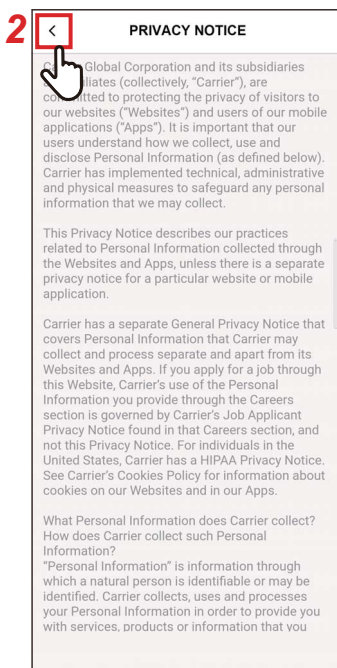 2
PRIVACY NOTICE
Global Corporation and its subsidiaries
(collectively, “Carrier”), are
to protecting the privacy of visitors to
our websites (“Websites”) and users of our mobile
applications (“Apps”). It is important that our
users understand how we collect, use and
disclose Personal Information (as defined below).
Carrier has implemented technical, administrative
and physical measures to safeguard any personal
information that we may collect.
This Privacy Notice describes our practices
related to Personal Information collected through
the Websites and Apps, unless there is a separate
privacy notice for a particular website or mobile
application.
Carrier has a separate General Privacy Notice that
covers Personal Information that Carrier may
collect and process separate and apart from its
Websites and Apps. If you apply for a job through
this Website, Carrier’s use of the Personal
Information you provide through the Careers
section is governed by Carrier’s Job Applicant
Privacy Notice found in that Careers section, and
not this Privacy Notice. For individuals in the
United States, Carrier has a HIPAA Privacy Notice.
See Carrier’s Cookies Policy for information about
cookies on our Websites and in our Apps.
What Personal Information does Carrier collect?
How does Carrier collect such Personal
Information?
“Personal Information” is information through
which a natural person is identifiable or may be
identified. Carrier collects, uses and processes
your Personal Information in order to provide you
with services, products or information that you